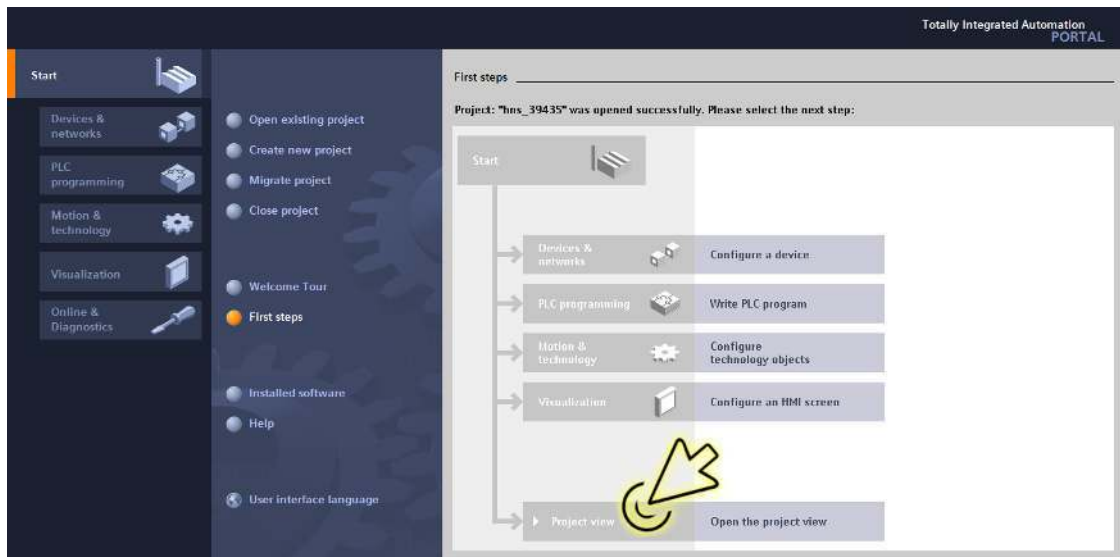 Totally Integrated Automation
PORTAL
Start
Devices &
networks
PLC
programming
Motion &
technology
Visualization
Online &
Diagnostics
Open existing project
Create new project
Migrate project
Close project
Welcome Tour
First steps
Installed software
Help
User interface language
First steps
Project: "hns_39435" was opened successfully. Please select the next step:
Start
Devices &
networks
Configure a device
PLC programming
Write PLC program
Motion &
technology
Configure
technology objects
Visualization
Configure an HMI screen
Project view
Open the project view